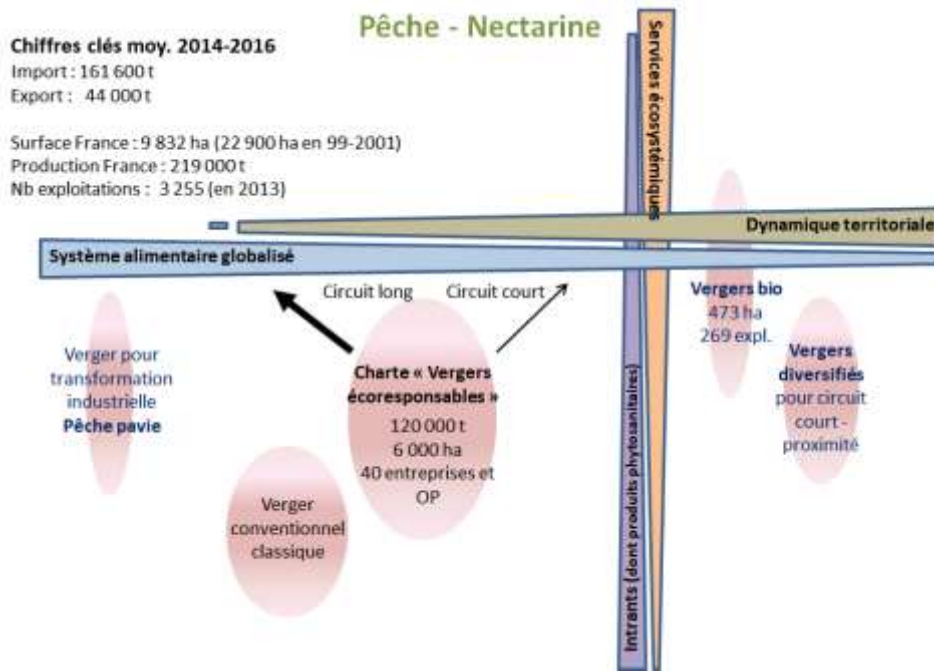 Pêche - Nectarine
Chiffres clés moy. 2014-2016
Import : 161 600 t
Export : 44 000 t
Surface France : 9 832 ha (22 900 ha en 99-2001)
Production France : 219 000 t
Nb exploitations : 3 255 (en 2013)
Services écosystémiques
Dynamique territoriale
Système alimentaire globalisé
Circuit long
Circuit court
Verger pour
transformation
industrielle
Pêche pavie
Charte « Vergers
écoresponsables »
120 000 t
6 000 ha
40 entreprises et
OP
Verger
conventionnel
classique
Intrants (dont produits phytosanitaires)
Vergers bio
473 ha
269 expl.
Vergers
diversifiés
pour circuit
court -
proximité